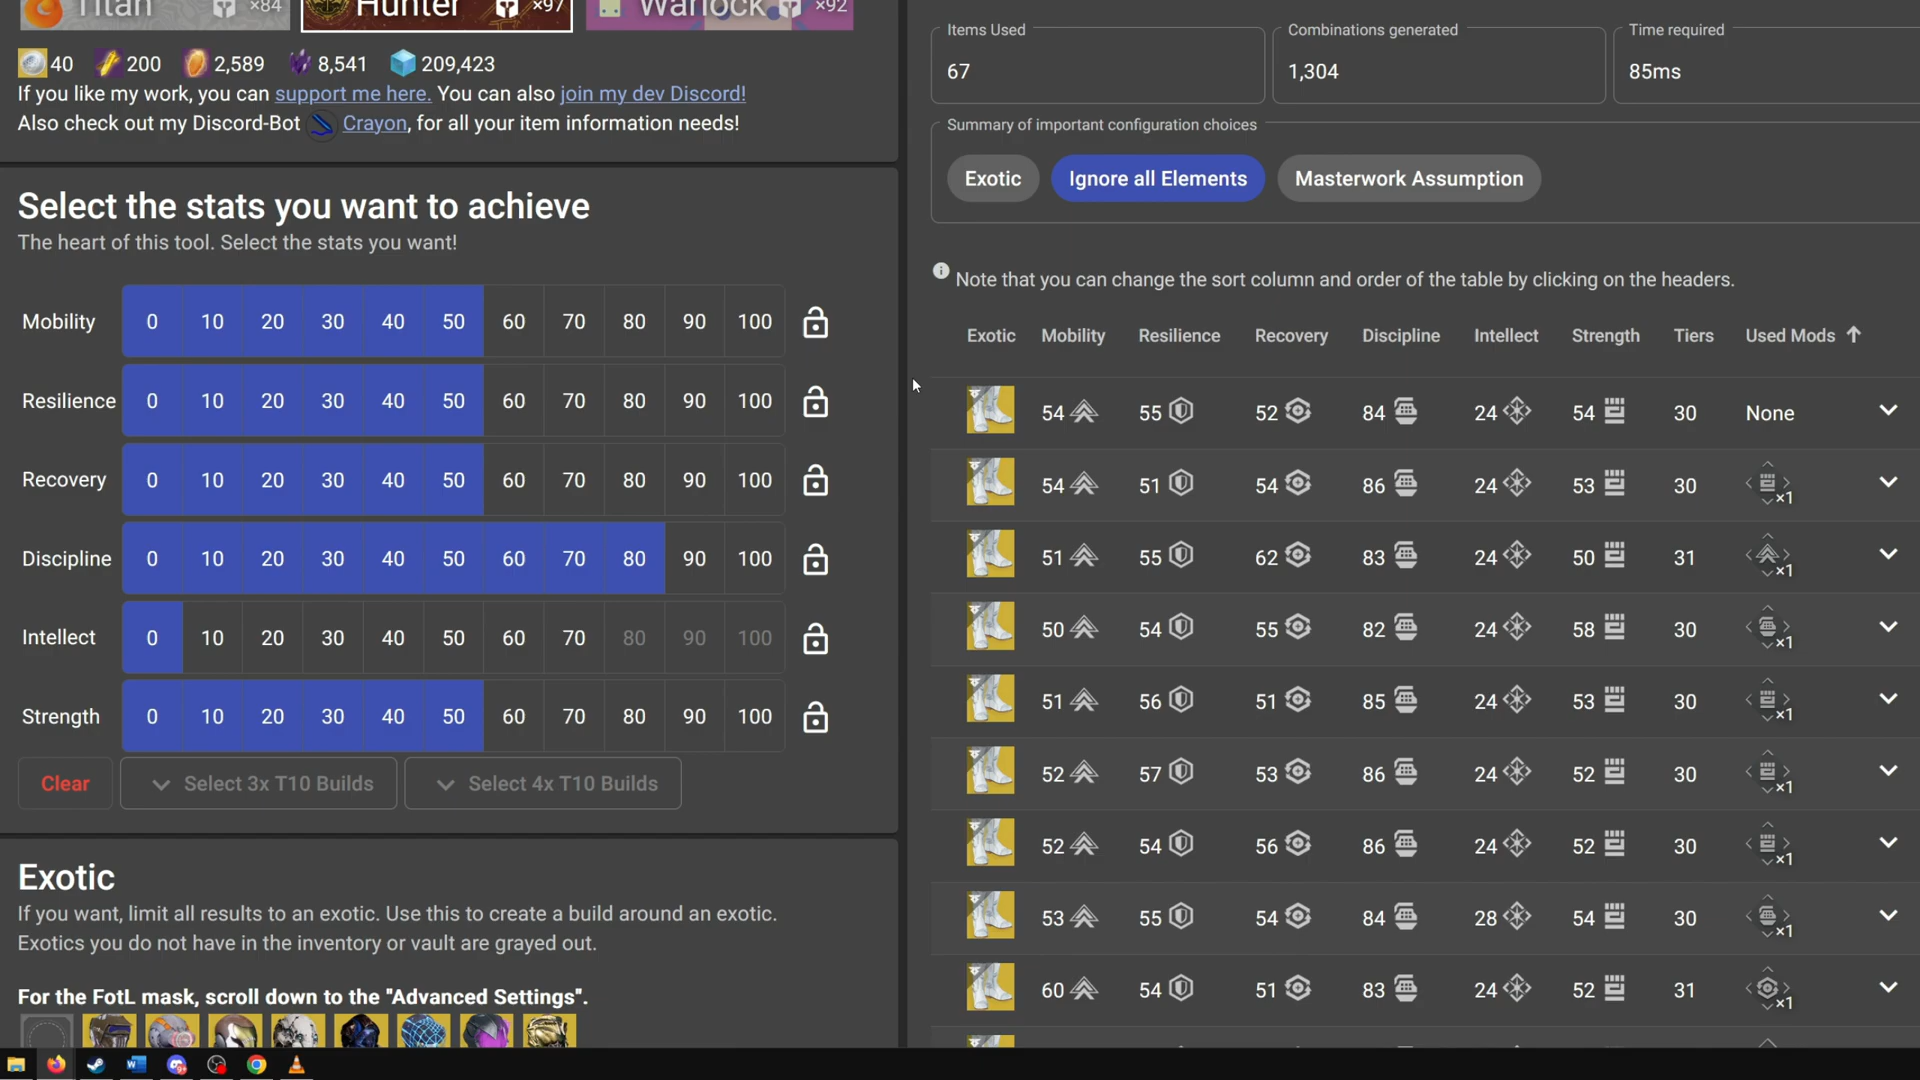 Titan ×84 Hunter ×97 Warlock ×92
40 200 2,589 8,541 209,423
If you like my work, you can support me here. You can also join my dev Discord!
Also check out my Discord-Bot Crayon, for all your item information needs!
Select the stats you want to achieve
The heart of this tool. Select the stats you want!
Mobility 0 10 20 30 40 50 60 70 80 90 100
Resilience 0 10 20 30 40 50 60 70 80 90 100
Recovery 0 10 20 30 40 50 60 70 80 90 100
Discipline 0 10 20 30 40 50 60 70 80 90 100
Intellect 0 10 20 30 40 50 60 70 80 90 100
Strength 0 10 20 30 40 50 60 70 80 90 100
Clear Select 3x T10 Builds Select 4x T10 Builds
Exotic
If you want, limit all results to an exotic. Use this to create a build around an exotic.
Exotics you do not have in the inventory or vault are grayed out.
For the FotL mask, scroll down to the "Advanced Settings".
Items Used Combinations generated Time required
67 1,304 85ms
Summary of important configuration choices
Exotic Ignore all Elements Masterwork Assumption
Note that you can change the sort column and order of the table by clicking on the headers.
Exotic Mobility Resilience Recovery Discipline Intellect Strength Tiers Used Mods
54 55 52 84 24 54 30 None
54 51 54 86 24 53 30 ×1
51 55 62 83 24 50 31 ×1
50 54 55 82 24 58 30 ×1
51 56 51 85 24 53 30 ×1
52 57 53 86 24 52 30 ×1
52 54 56 86 24 52 30 ×1
53 55 54 84 28 54 30 ×1
60 54 51 83 24 52 31 ×1